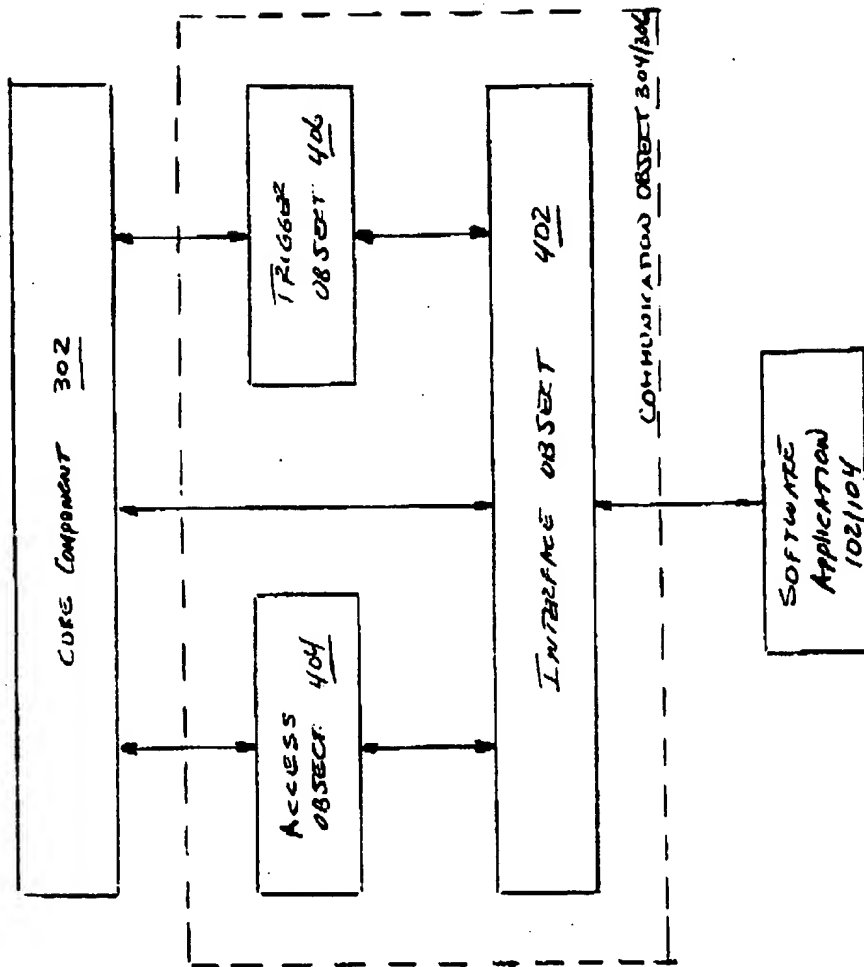 CORE COMPONENT 302
ACCESS
OBJECT 404
TRIGGER
OBJECT 406
INTERFACE OBJECT 402
COMMUNICATION OBJECT 304/306
SOFTWARE
APPLICATION
102/104